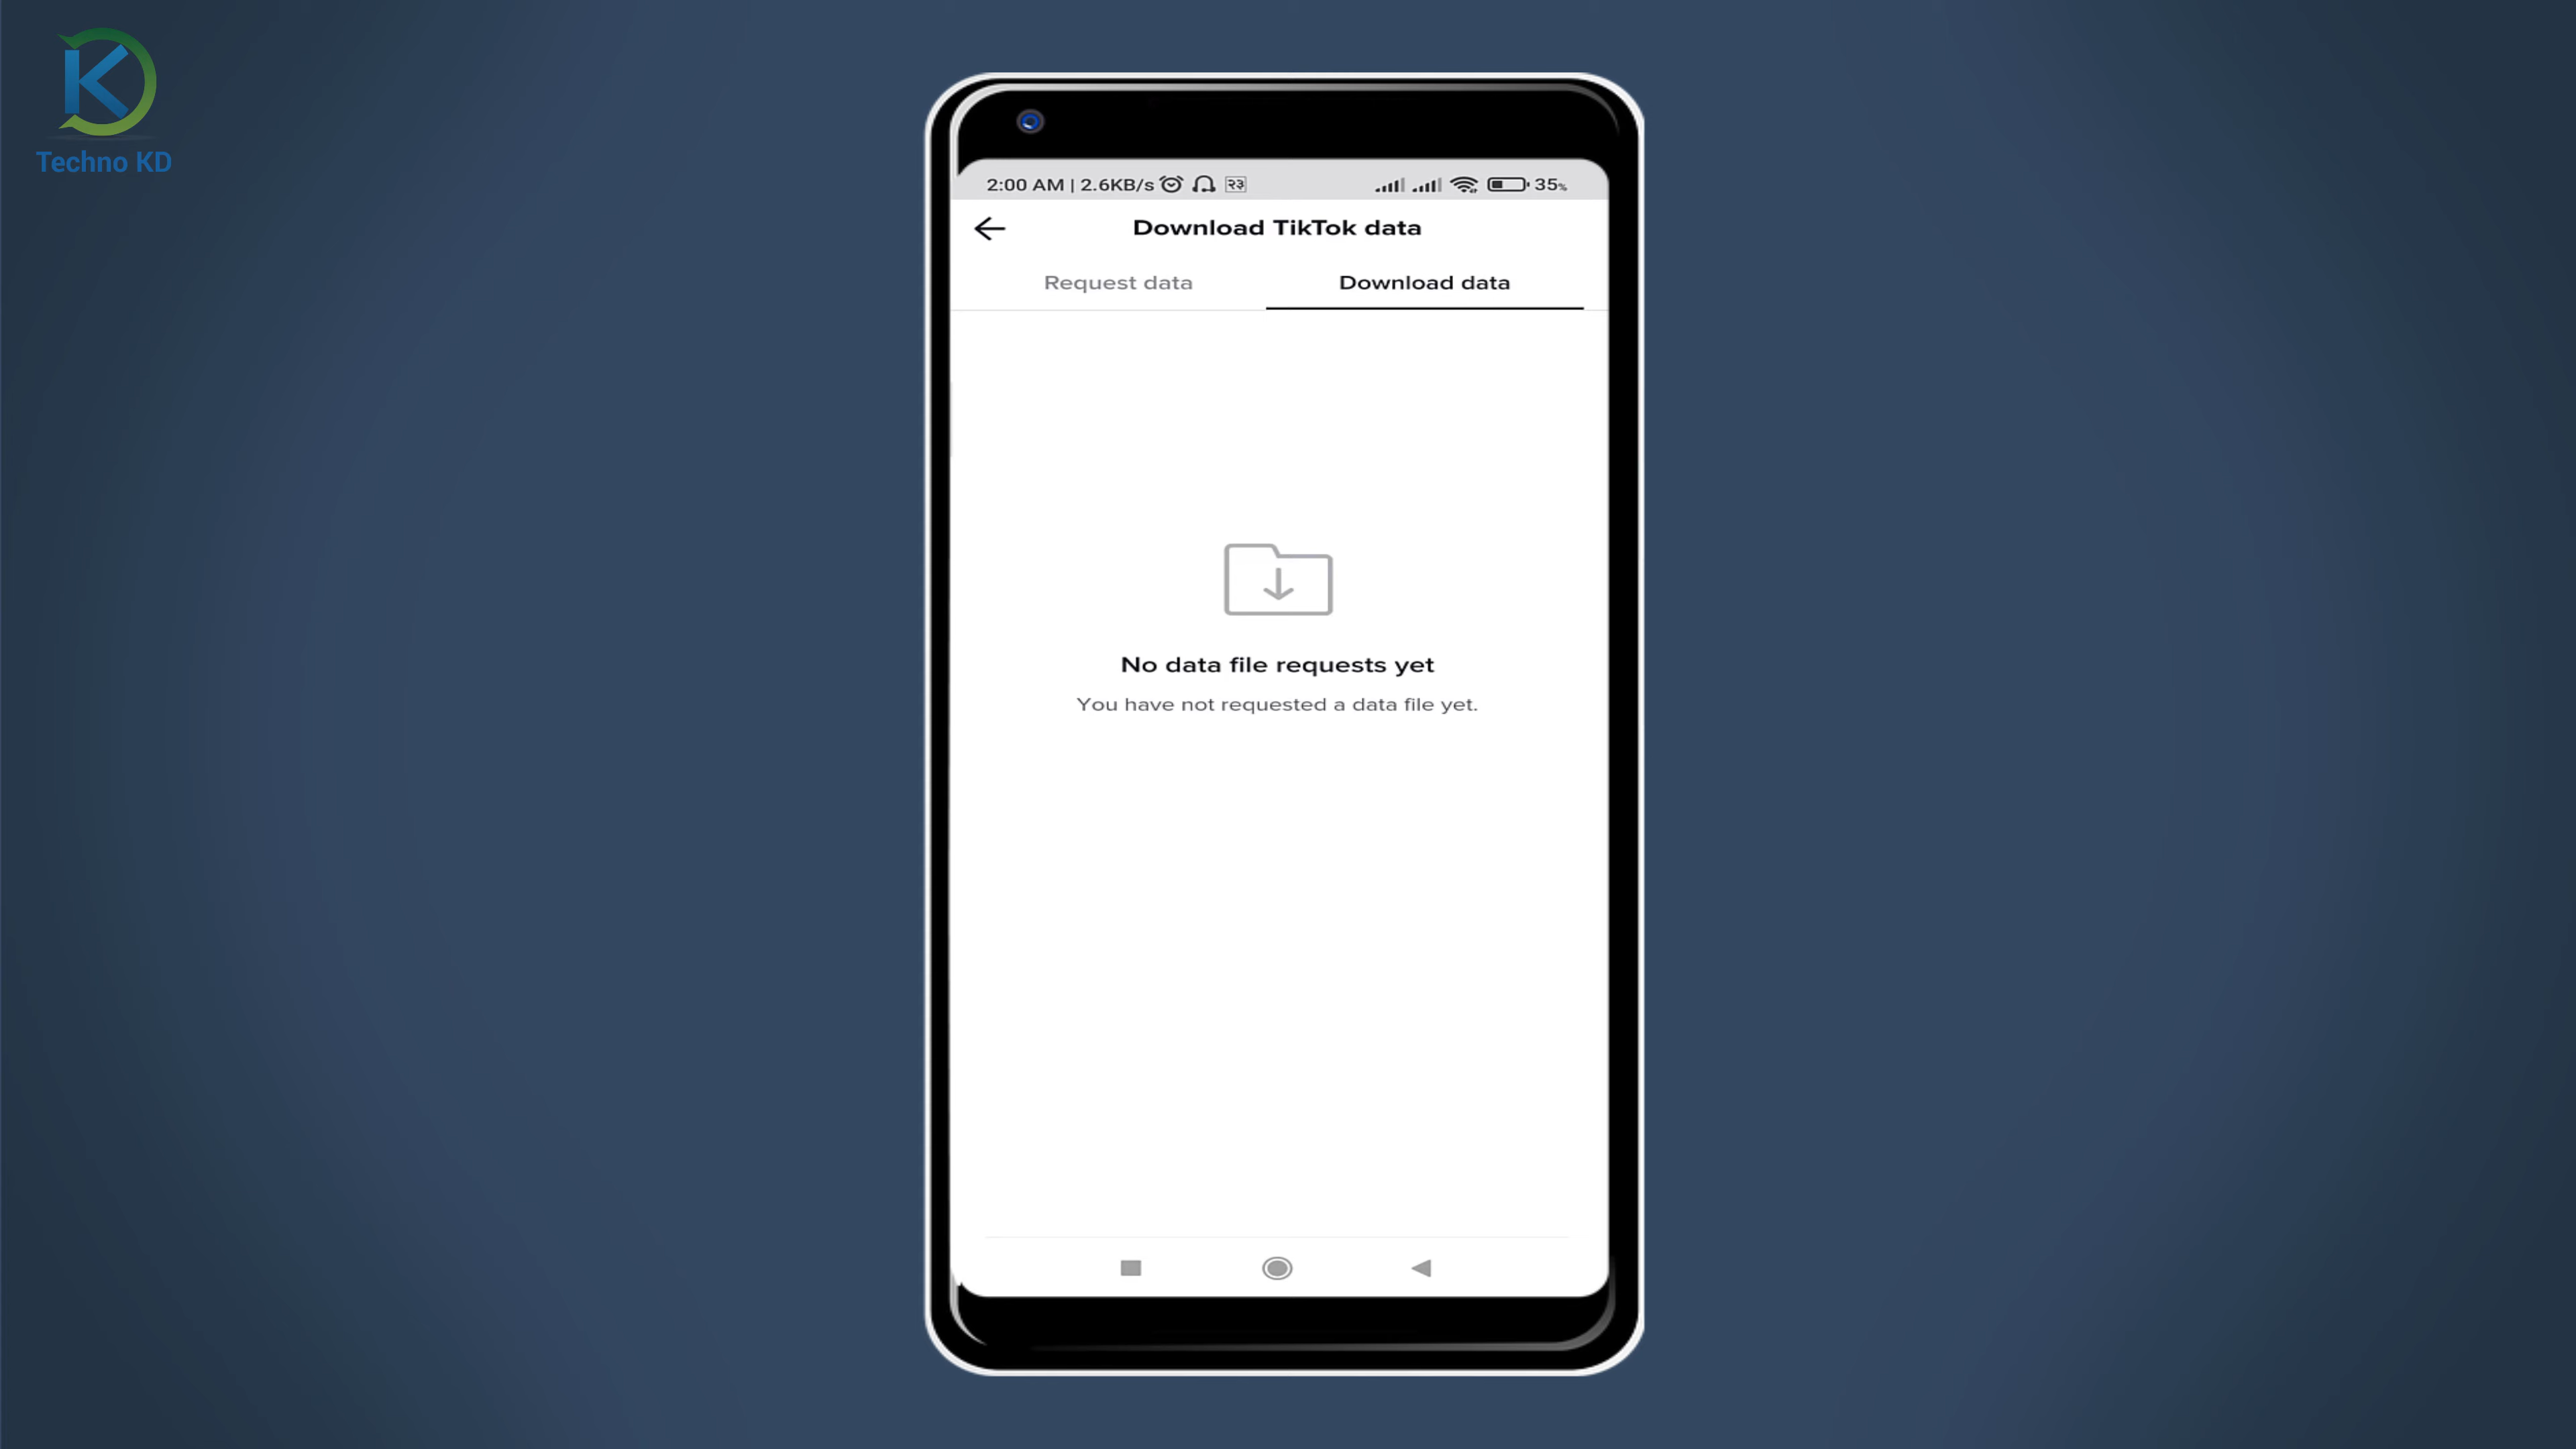 Techno KD
2:00 AM | 2.6KB/s २३ 35%
Download TikTok data
Request data Download data
No data file requests yet
You have not requested a data file yet.